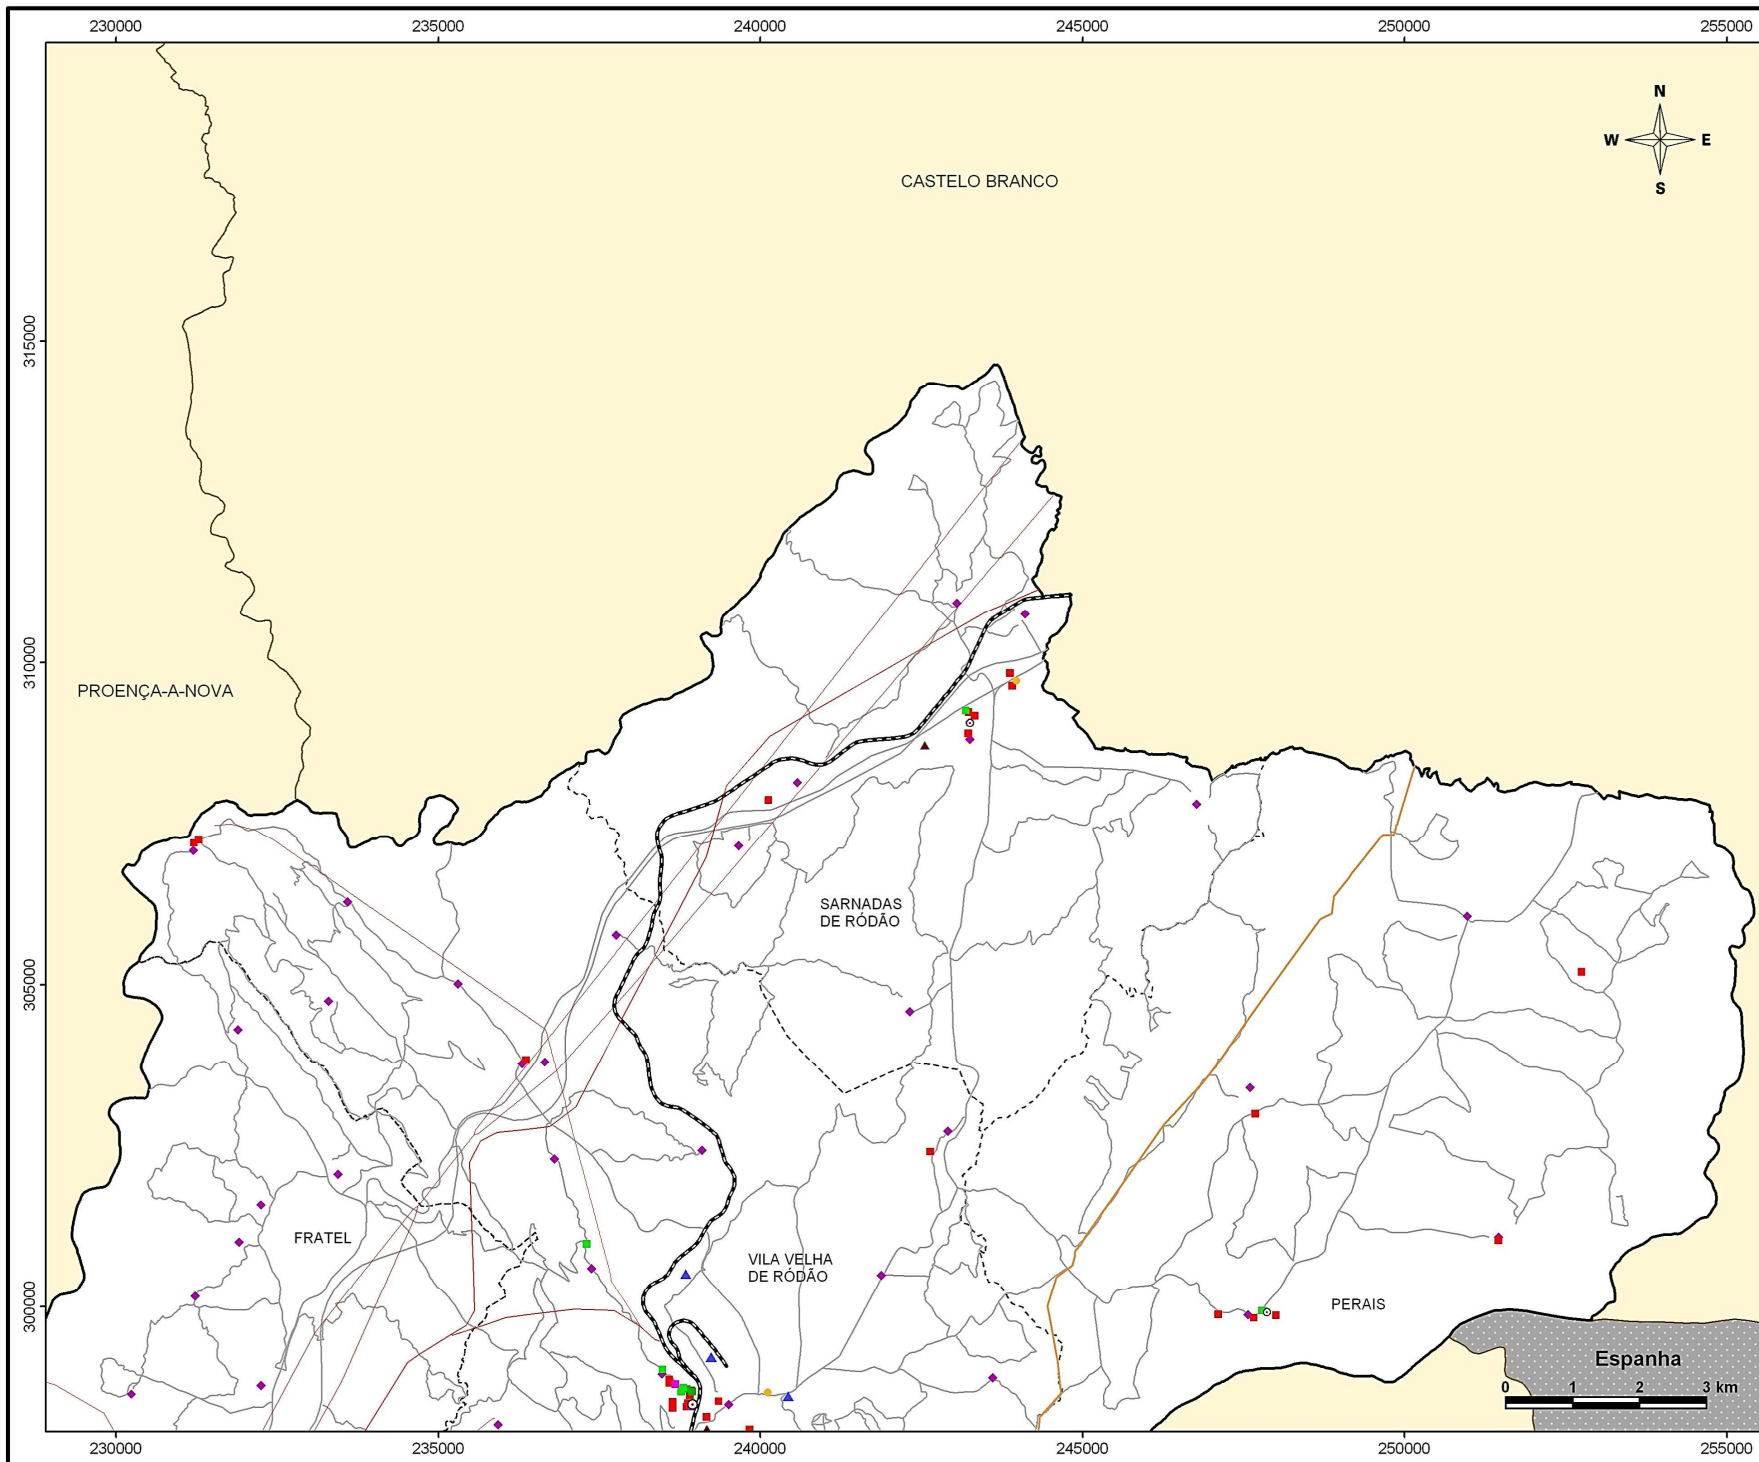 230000 235000 240000 245000 250000 255000
N
W E
S
CASTELO BRANCO
315000
310000
PROENÇA-A-NOVA
SARNADAS
DE RÓDÃO
305000
FRATEL
VILA VELHA
DE RÓDÃO
PERAIS
300000
Espanha
0 1 2 3 km
230000 235000 240000 245000 250000 255000